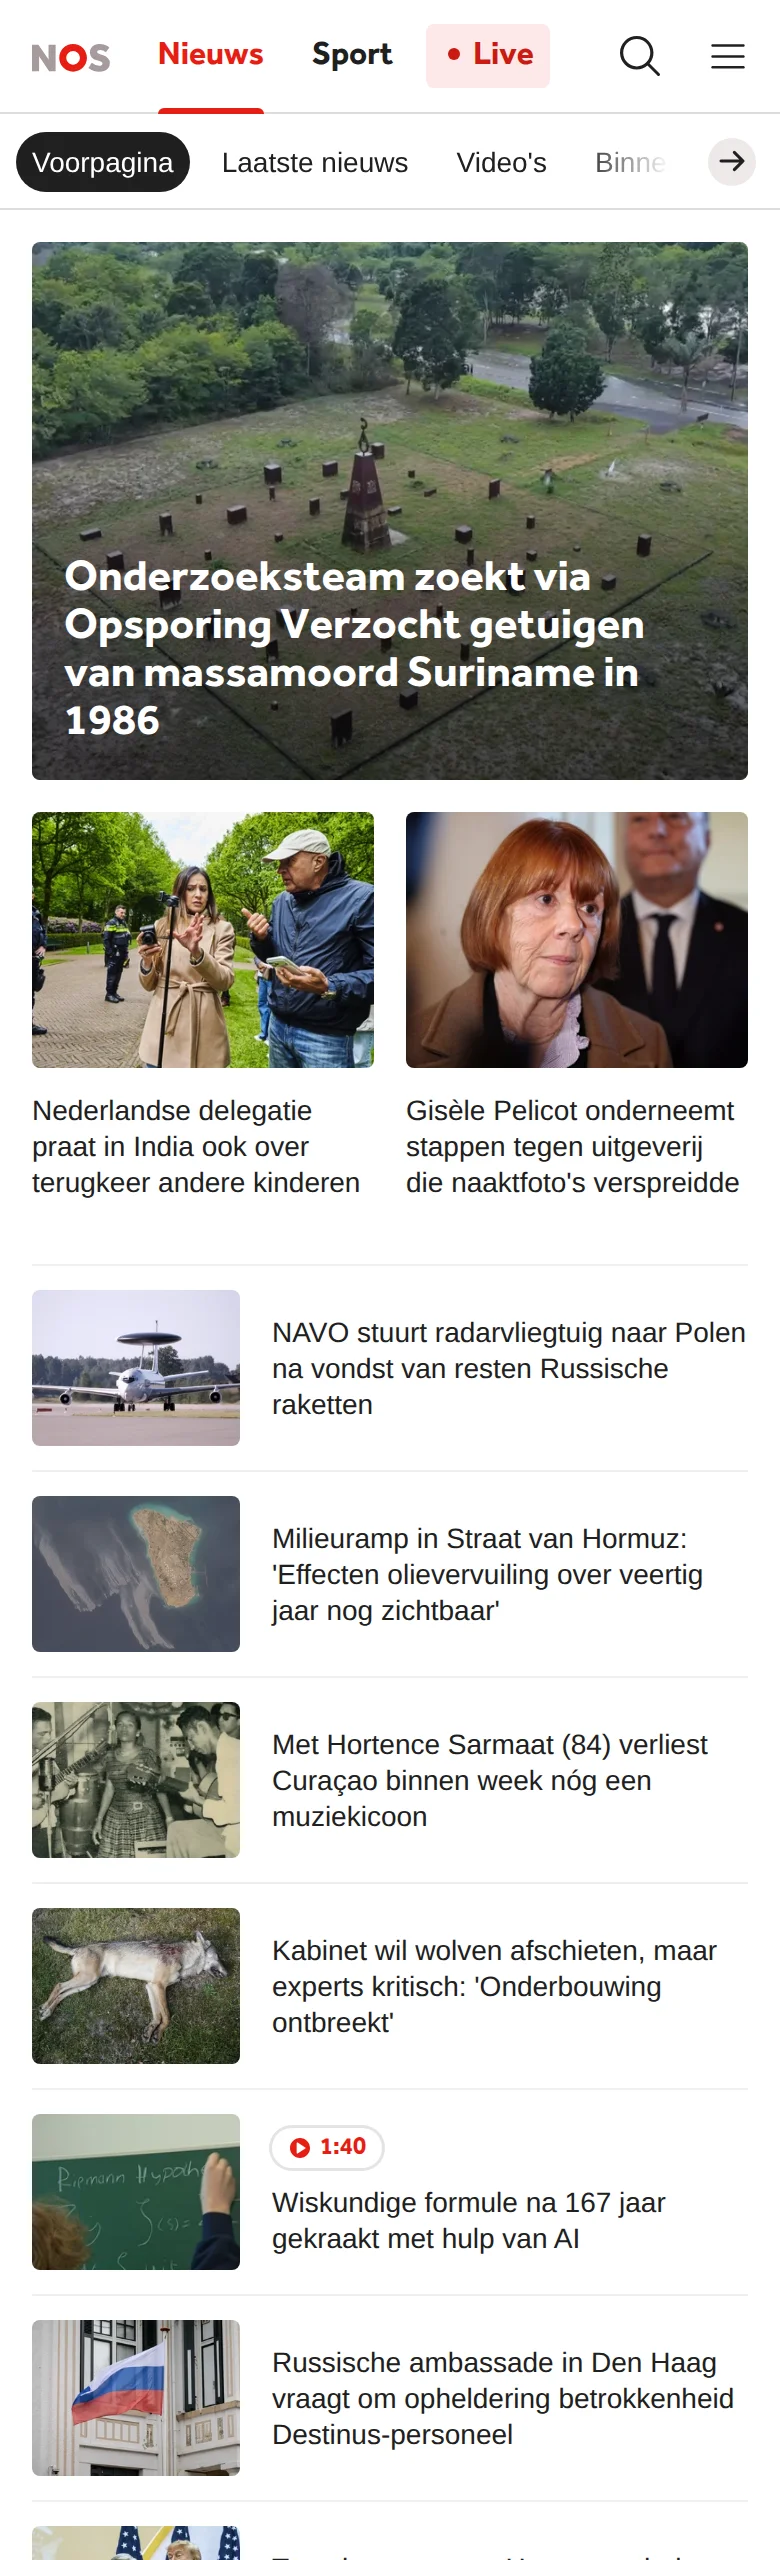 NOS
Nieuws
Sport
Live
Voorpagina
Laatste nieuws
Video's
Binne
Onderzoeksteam zoekt via
Opsporing Verzocht getuigen
van massamoord Suriname in
1986
Nederlandse delegatie
praat in India ook over
terugkeer andere kinderen
Gisèle Pelicot onderneemt
stappen tegen uitgeverij
die naaktfoto's verspreidde
NAVO stuurt radarvliegtuig naar Polen
na vondst van resten Russische
raketten
Milieuramp in Straat van Hormuz:
'Effecten olievervuiling over veertig
jaar nog zichtbaar'
Met Hortence Sarmaat (84) verliest
Curaçao binnen week nóg een
muziekicoon
Kabinet wil wolven afschieten, maar
experts kritisch: 'Onderbouwing
ontbreekt'
Riemann Hypothe
1:40
Wiskundige formule na 167 jaar
gekraakt met hulp van AI
Russische ambassade in Den Haag
vraagt om opheldering betrokkenheid
Destinus-personeel